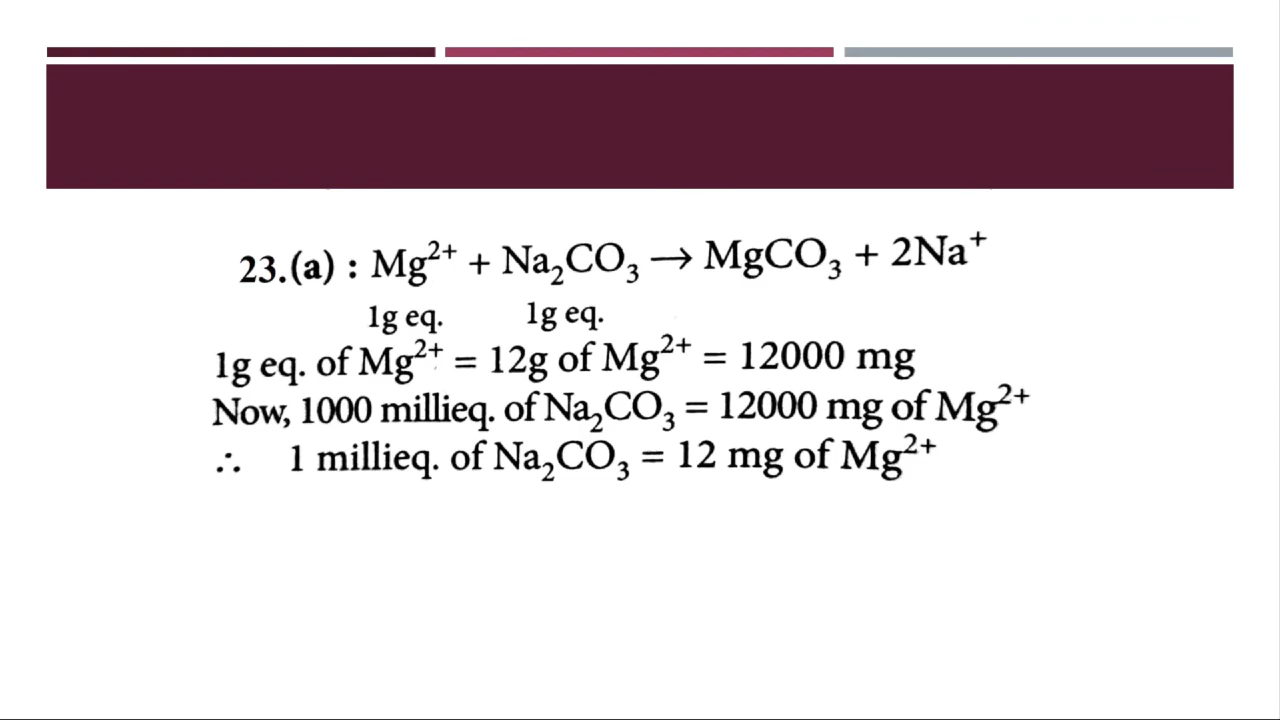 23.(a) : Mg²⁺ + Na₂CO₃ → MgCO₃ + 2Na⁺
1g eq. 1g eq.
1g eq. of Mg²⁺ = 12g of Mg²⁺ = 12000 mg
Now, 1000 millieq. of Na₂CO₃ = 12000 mg of Mg²⁺
∴ 1 millieq. of Na₂CO₃ = 12 mg of Mg²⁺